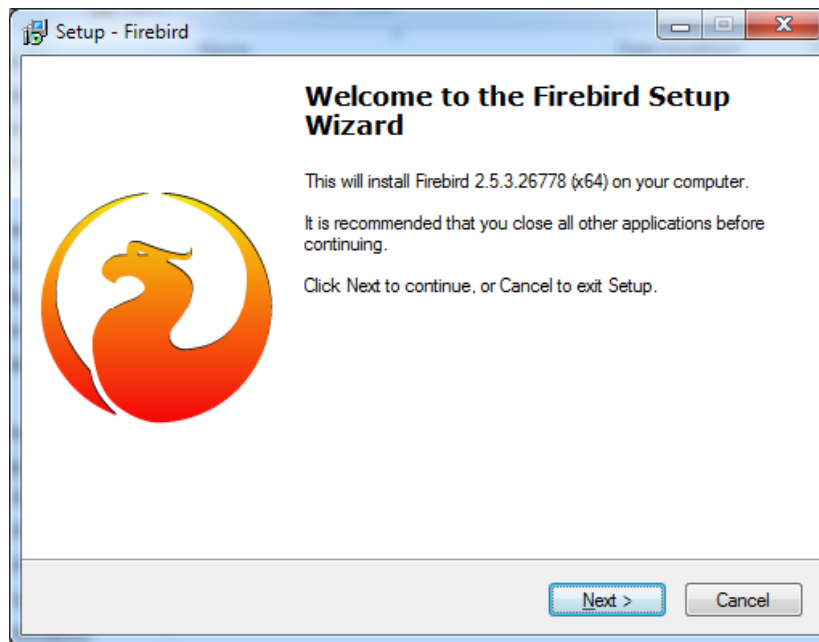 Setup - Firebird
Welcome to the Firebird Setup
Wizard
This will install Firebird 2.5.3.26778 (x64) on your computer.
It is recommended that you close all other applications before
continuing.
Click Next to continue, or Cancel to exit Setup.
Next >
Cancel